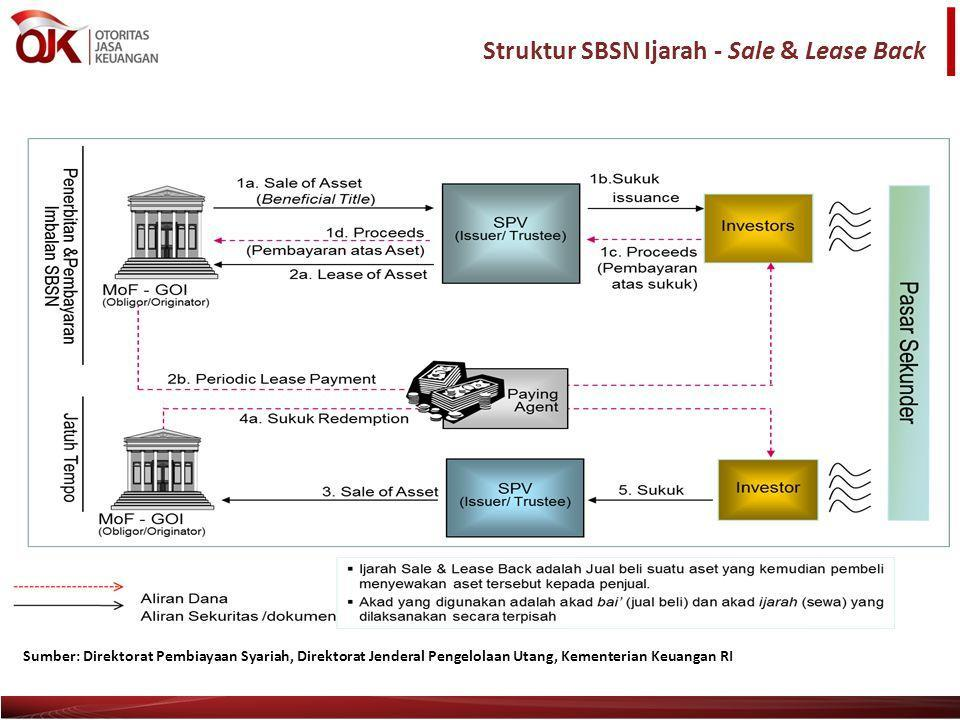 OJK
OTORITAS
JASA
KEUANGAN
Struktur SBSN Ijarah - Sale & Lease Back
Penerbitan &Pembayaran
Imbalan SBSN
MoF - GOI
(Obligor/Originator)
1a. Sale of Asset
(Beneficial Title)
1d. Proceeds
(Pembayaran atas Aset)
2a. Lease of Asset
SPV
(Issuer/ Trustee)
1b.Sukuk
issuance
1c. Proceeds
(Pembayaran
atas sukuk)
Investors
Pasar Sekunder
2b. Periodic Lease Payment
Paying
Agent
Jatuh Tempo
4a. Sukuk Redemption
MoF - GOI
(Obligor/Originator)
3. Sale of Asset
SPV
(Issuer/ Trustee)
5. Sukuk
Investor
Aliran Dana
Aliran Sekuritas /dokumen
▪ Ijarah Sale & Lease Back adalah Jual beli suatu aset yang kemudian pembeli
menyewakan aset tersebut kepada penjual.
▪ Akad yang digunakan adalah akad bai' (jual beli) dan akad ijarah (sewa) yang
dilaksanakan secara terpisah
Sumber: Direktorat Pembiayaan Syariah, Direktorat Jenderal Pengelolaan Utang, Kementerian Keuangan RI